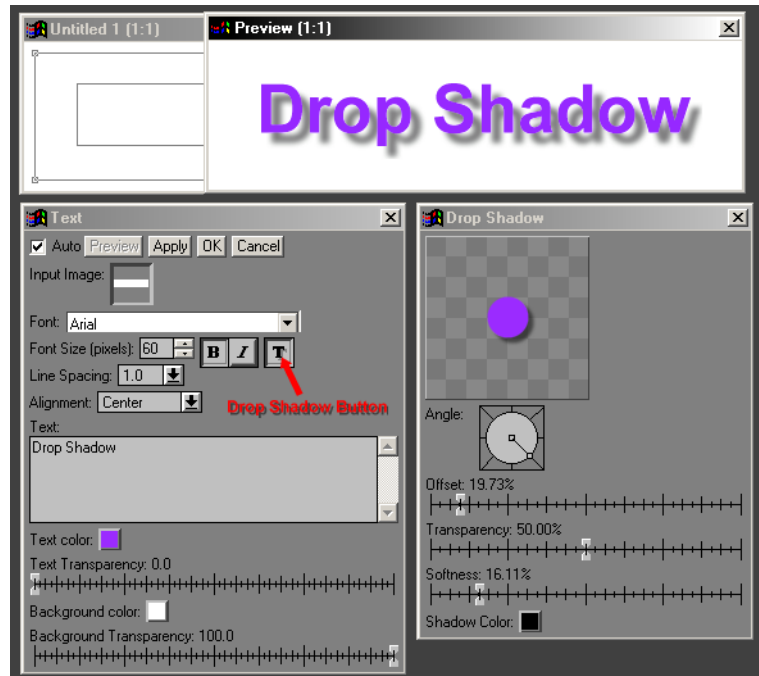 Untitled 1 (1:1)
Preview (1:1)
Drop Shadow
Text
Auto Preview Apply OK Cancel
Input Image:
Font: Arial
Font Size (pixels): 60 B I T
Line Spacing: 1.0
Alignment: Center
Drop Shadow Button
Text:
Drop Shadow
Text color:
Text Transparency: 0.0
Background color:
Background Transparency: 100.0
Drop Shadow
Angle:
Offset: 19.73%
Transparency: 50.00%
Softness: 16.11%
Shadow Color: